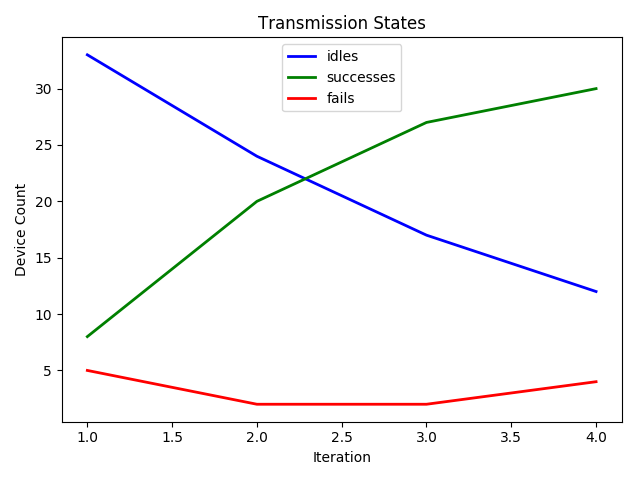 Transmission States
idles
successes
fails
Device Count
30
25
20
15
10
5
1.0 1.5 2.0 2.5 3.0 3.5 4.0
Iteration